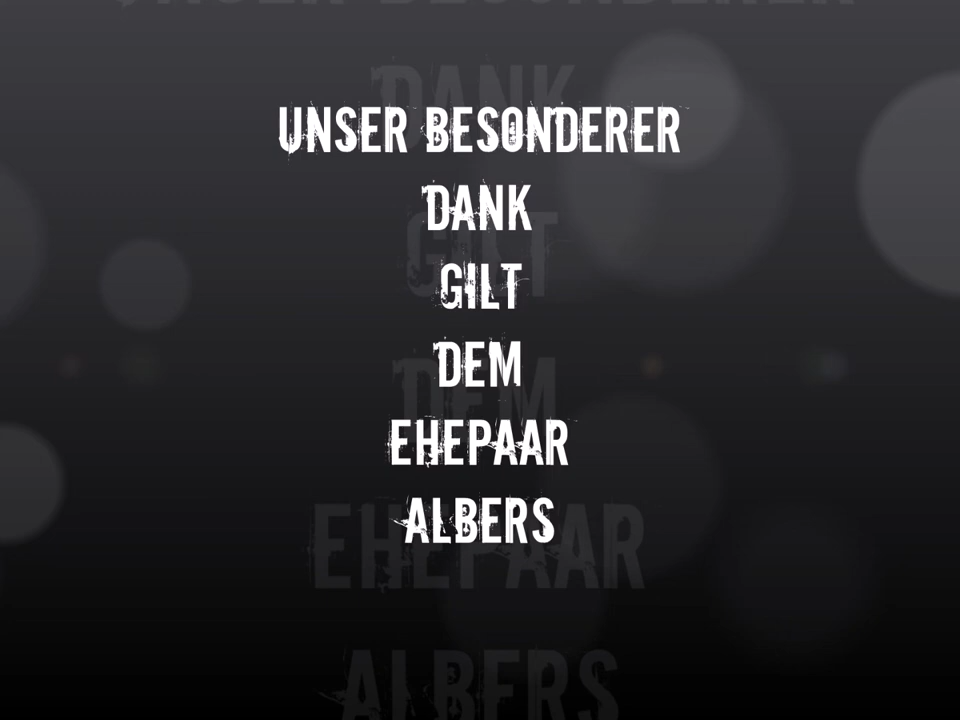 UNSER BESONDERER
DANK
GILT
DEM
EHEPAAR
ALBERS